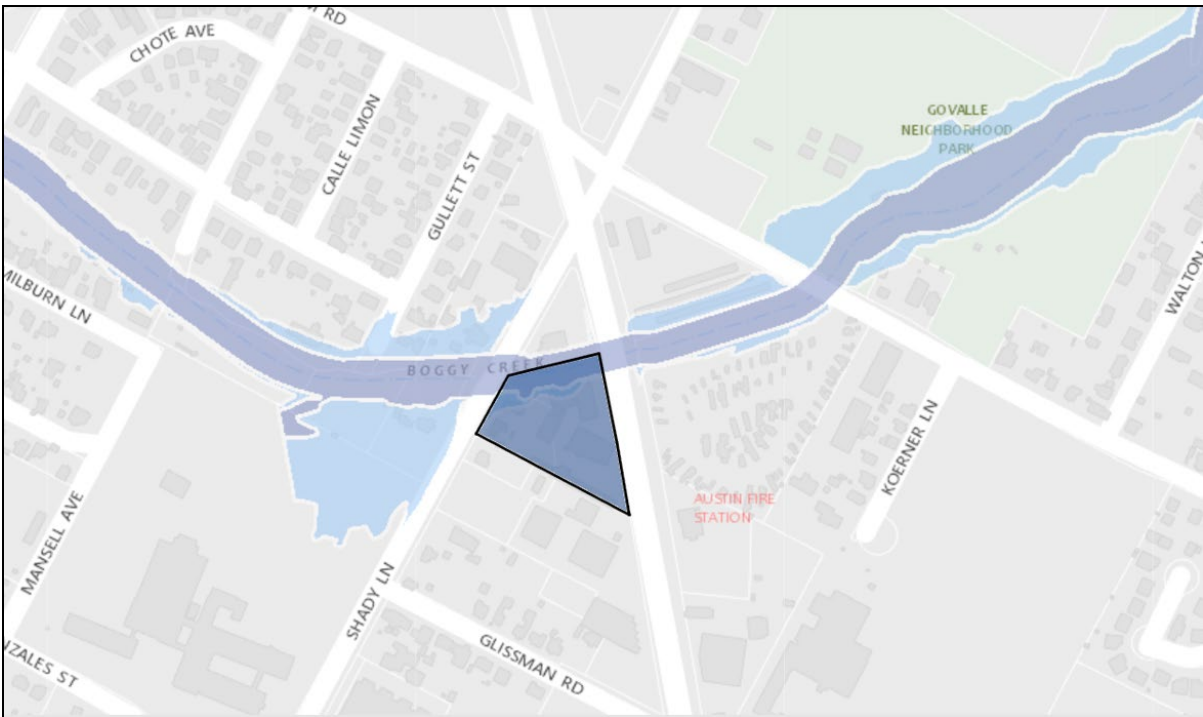 RD
CHOTE AVE
CALLE LIMON
GULLETT ST
GOVALLE
NEIGHBORHOOD
PARK
MILBURN LN
WALTON
BOGGY CREEK
KOERNER LN
AUSTIN FIRE
STATION
MANSELL AVE
SHADY LN
GLISSMAN RD
NZALES ST